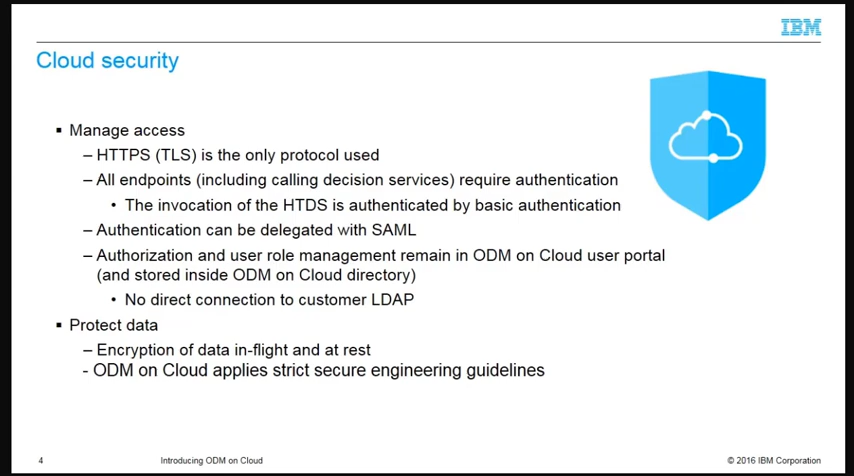 IBM
Cloud security
▪ Manage access
– HTTPS (TLS) is the only protocol used
– All endpoints (including calling decision services) require authentication
• The invocation of the HTDS is authenticated by basic authentication
– Authentication can be delegated with SAML
– Authorization and user role management remain in ODM on Cloud user portal
(and stored inside ODM on Cloud directory)
• No direct connection to customer LDAP
▪ Protect data
– Encryption of data in-flight and at rest
- ODM on Cloud applies strict secure engineering guidelines
4 Introducing ODM on Cloud © 2016 IBM Corporation